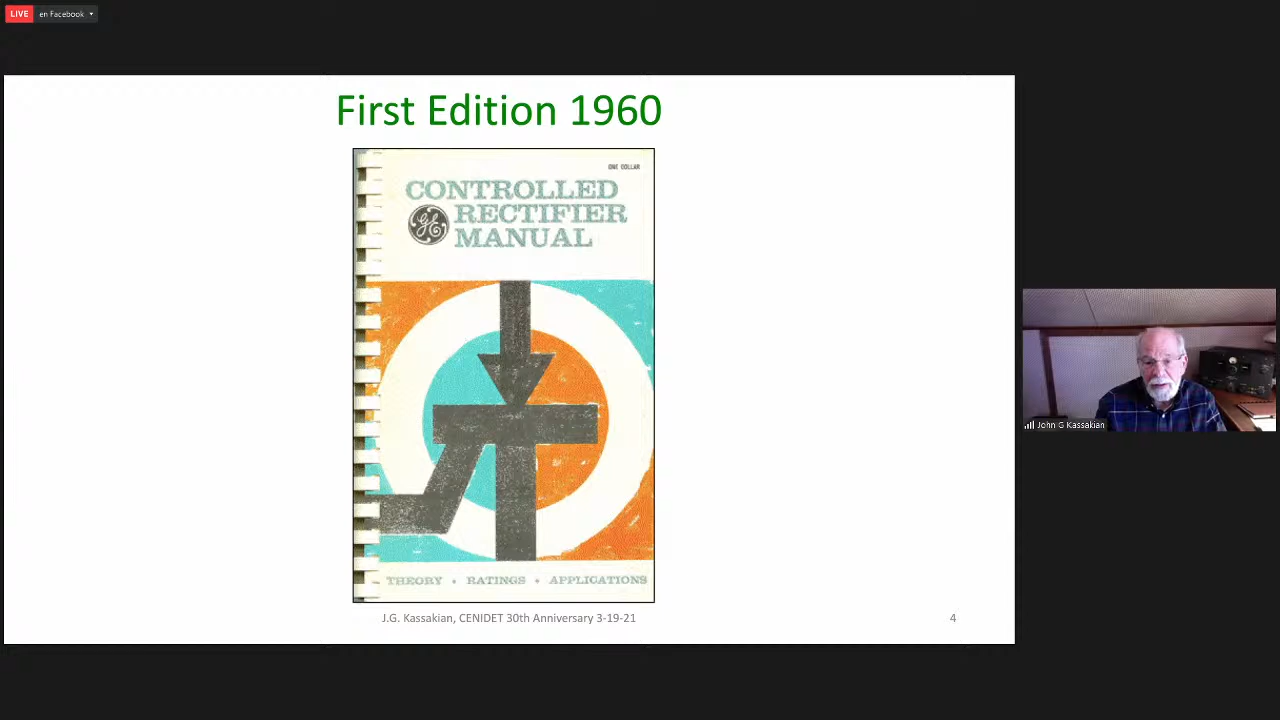 LIVE en Facebook
First Edition 1960
ONE DOLLAR
CONTROLLED
GE RECTIFIER
MANUAL
THEORY • RATINGS • APPLICATIONS
J.G. Kassakian, CENIDET 30th Anniversary 3-19-21 4
John G Kassakian